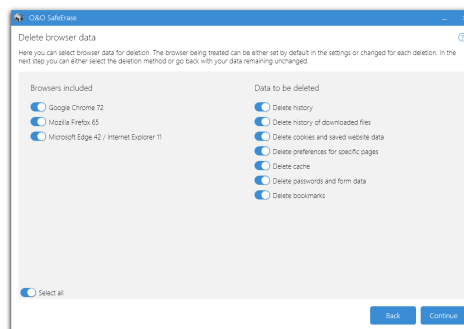 O&O SafeErase
Delete browser data
Here you can select browser data for deletion. The browser being treated can be either set by default in the settings or changed for each deletion. In the
next step you can either select the deletion method or go back with your data remaining unchanged.
Browsers included
Google Chrome 72
Mozilla Firefox 65
Microsoft Edge 42 / Internet Explorer 11
Data to be deleted
Delete history
Delete history of downloaded files
Delete cookies and saved website data
Delete preferences for specific pages
Delete cache
Delete passwords and form data
Delete bookmarks
Select all
Back
Continue